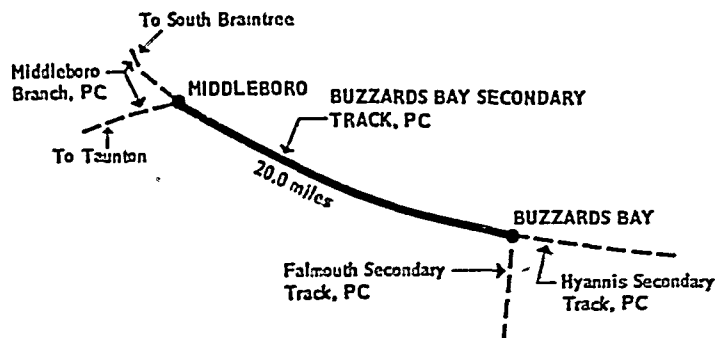 To South Braintree
Middleboro
Branch, PC
MIDDLEBORO
BUZZARDS BAY SECONDARY
TRACK, PC
To Taunton
20.0 miles
BUZZARDS BAY
Falmouth Secondary
Track, PC
Hyannis Secondary
Track, PC